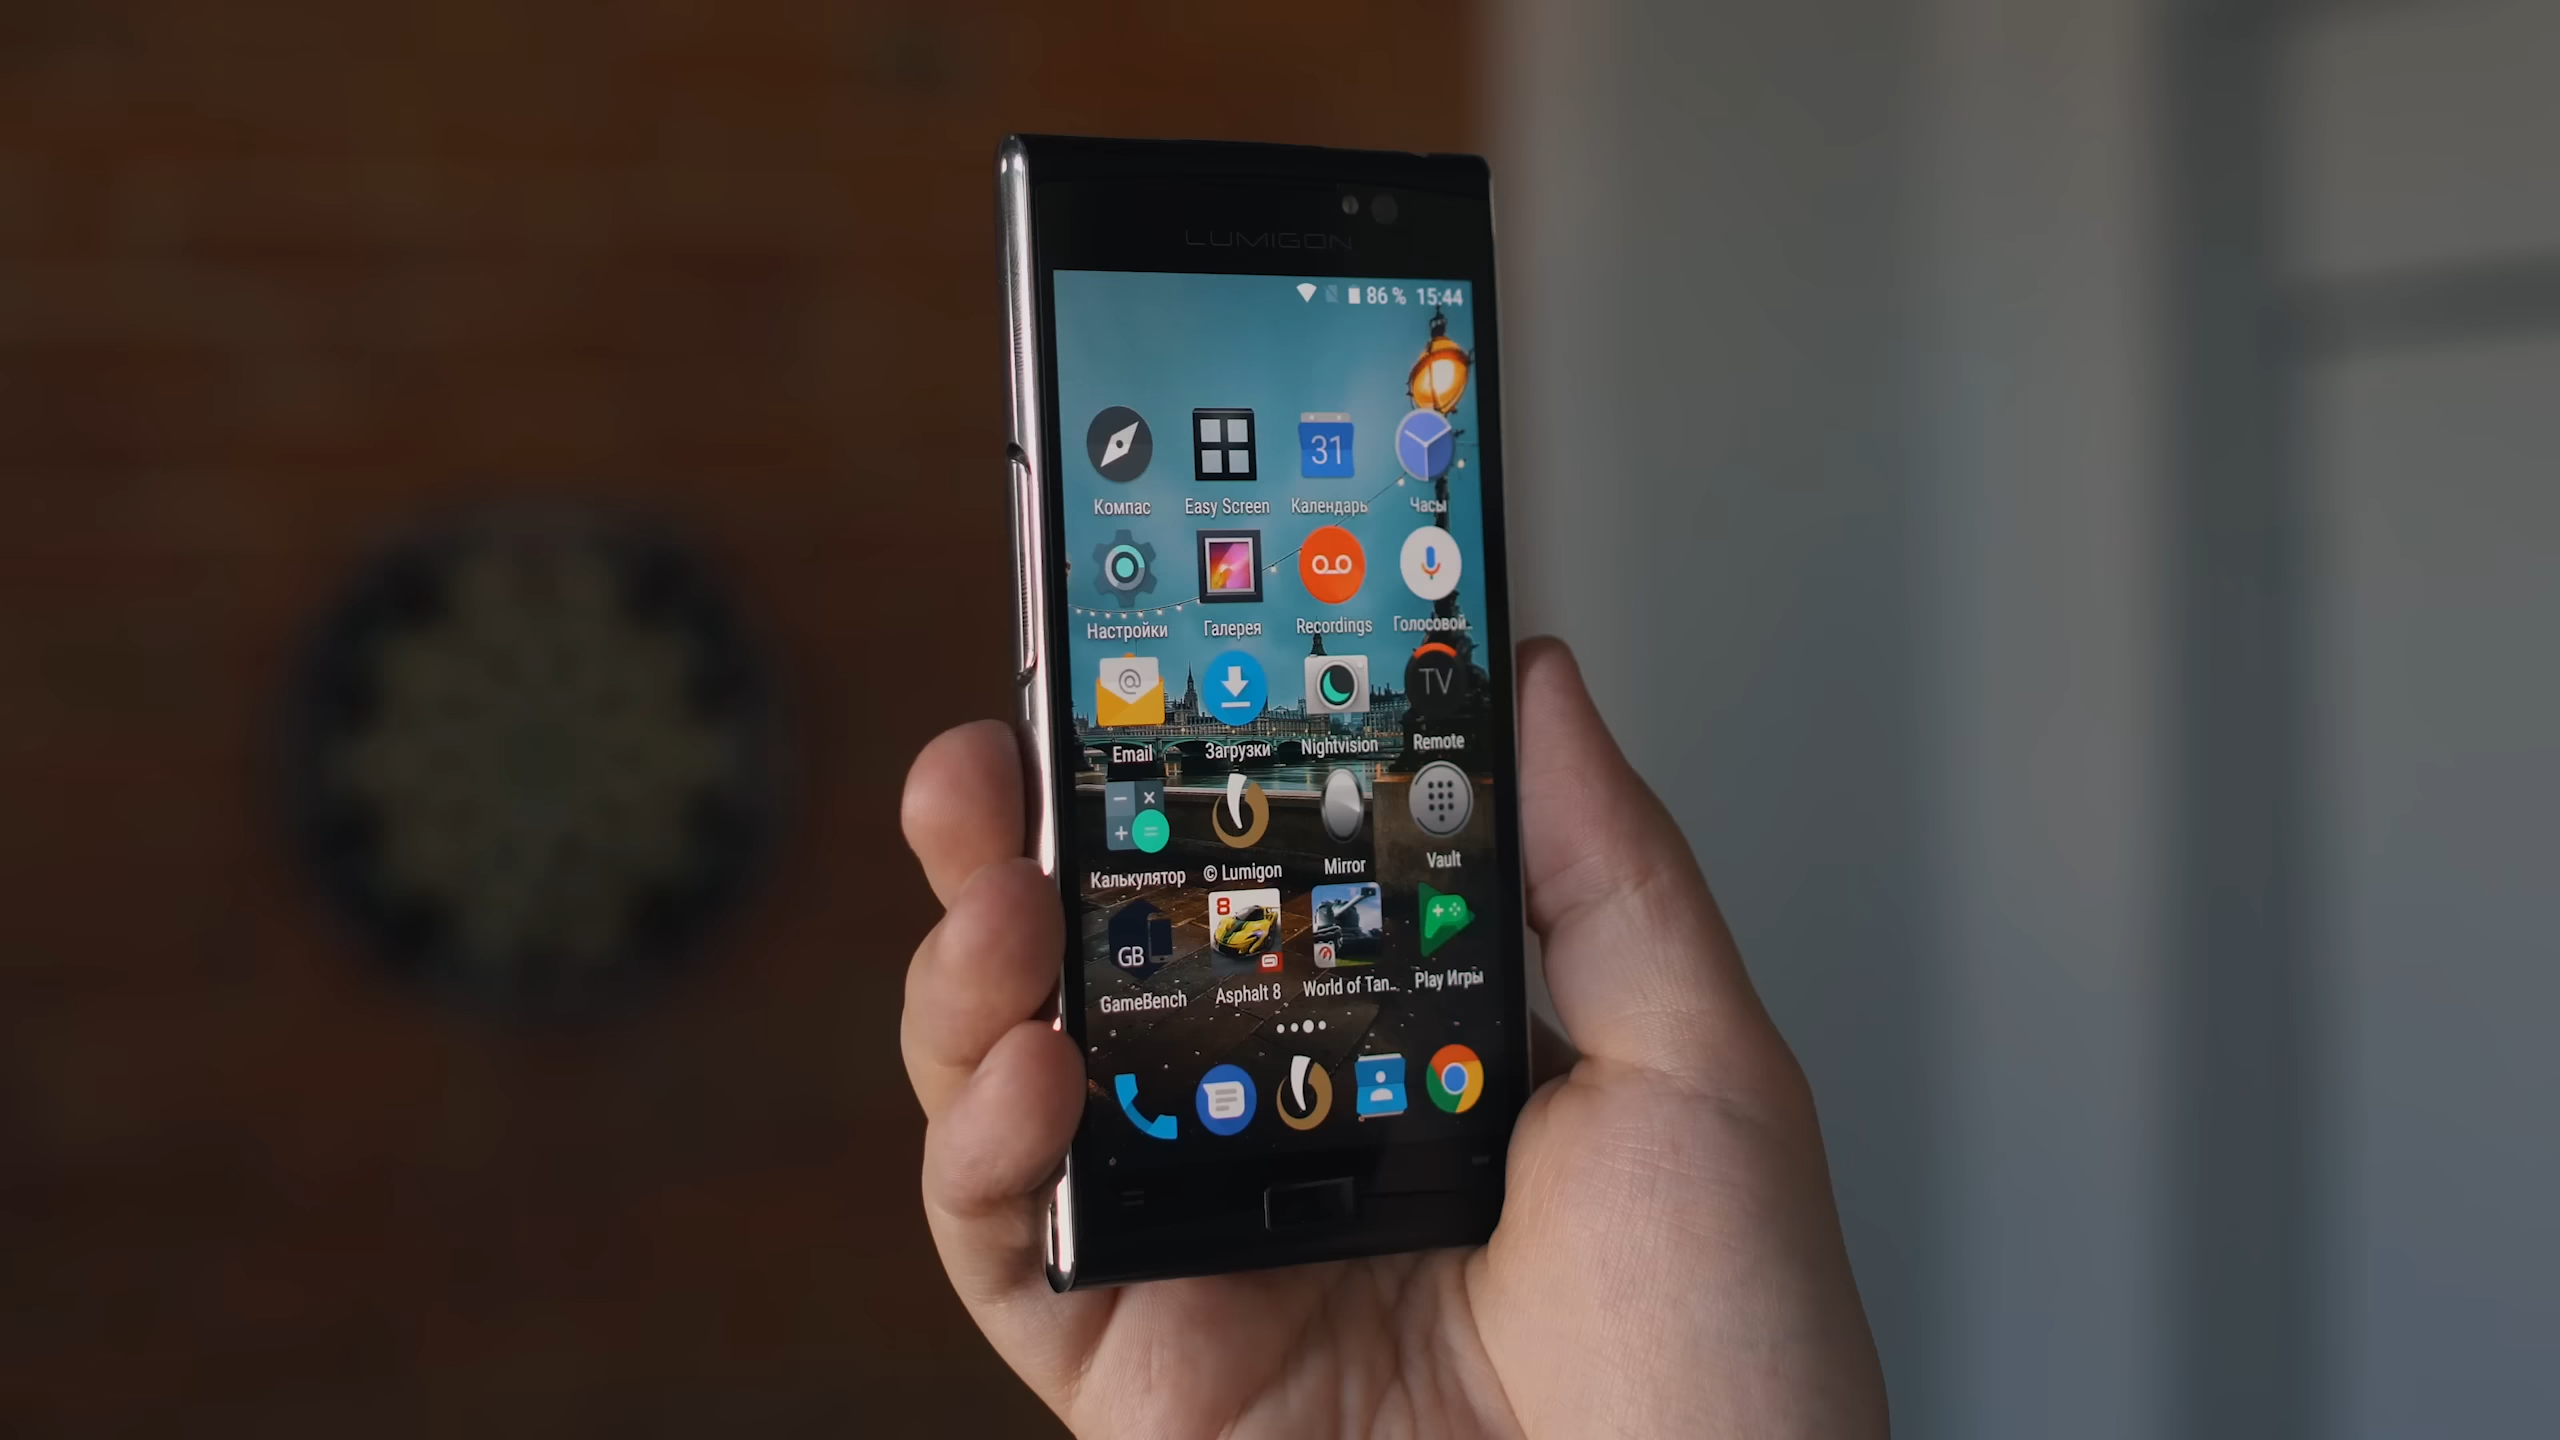 LUMIGON
86 % 15:44
31
Компас Easy Screen Календарь Часы
Настройки Галерея Recordings Голосовой..
@ TV
Email Загрузки Nightvision Remote
Калькулятор © Lumigon Mirror Vault
GB 8
GameBench Asphalt 8 World of Tan.. Play Игры